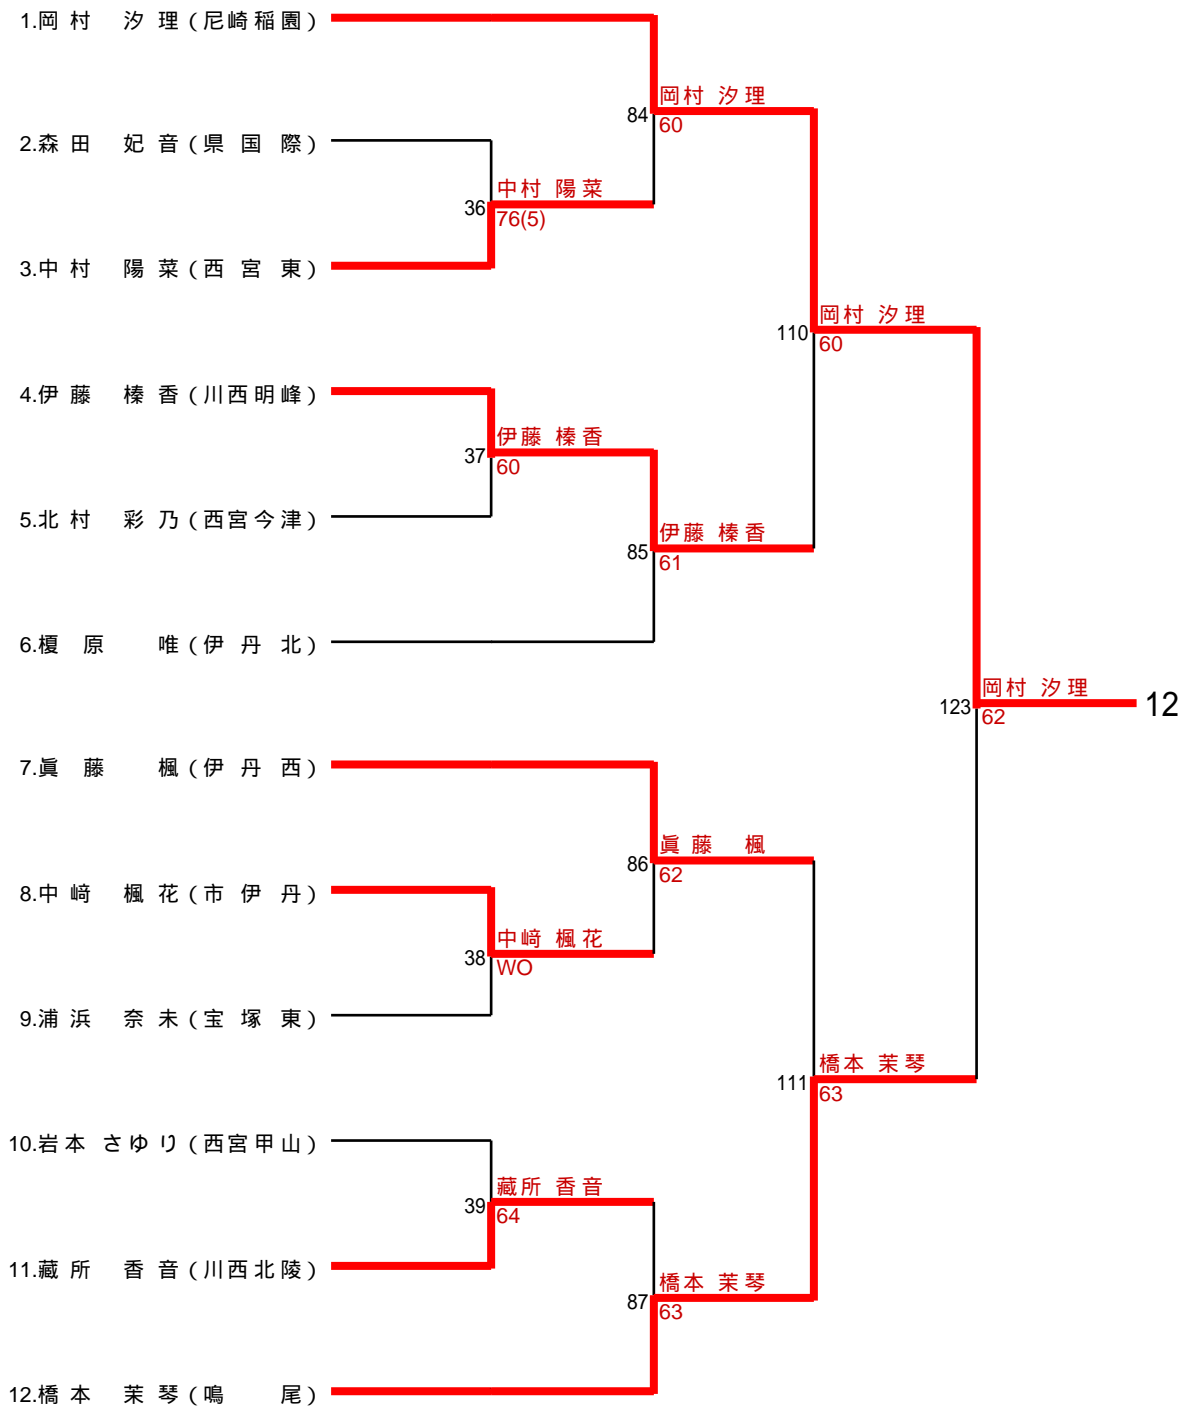 1.岡村 汐理(尼崎稲園)
岡村 汐理
84
60
2.森田 妃音(県国際)
中村 陽菜
36
76(5)
3.中村 陽菜(西宮東)
岡村 汐理
110
60
4.伊藤 榛香(川西明峰)
伊藤 榛香
37
60
5.北村 彩乃(西宮今津)
伊藤 榛香
85
61
6.榎原 唯(伊丹北)
岡村 汐理
123
62
12
7.眞藤 楓(伊丹西)
眞藤 楓
86
62
8.中﨑 楓花(市伊丹)
中﨑 楓花
38
WO
9.浦浜 奈未(宝塚東)
橋本 茉琴
111
63
10.岩本 さゆり(西宮甲山)
藏所 香音
39
64
11.藏所 香音(川西北陵)
橋本 茉琴
87
63
12.橋本 茉琴(鳴尾)